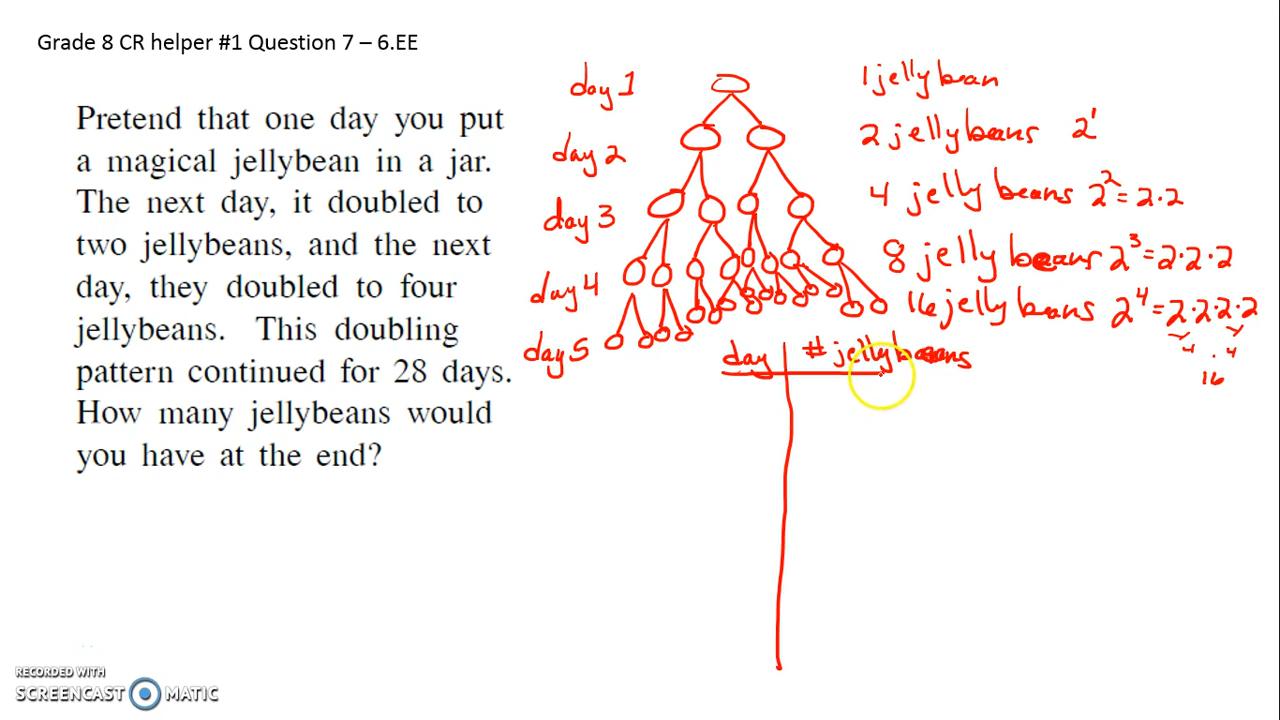 Grade 8 CR helper #1 Question 7 – 6.EE
Pretend that one day you put
a magical jellybean in a jar.
The next day, it doubled to
two jellybeans, and the next
day, they doubled to four
jellybeans. This doubling
pattern continued for 28 days.
How many jellybeans would
you have at the end?
day 1 1 jellybean
day 2 2 jellybeans 2¹
day 3 4 jelly beans 2² = 2·2
day 4 8 jelly beans 2³ = 2·2·2
day 5 16 jelly beans 2⁴ = 2·2·2·2
4 · 4
16
day # jellybeans
RECORDED WITH
SCREENCAST MATIC